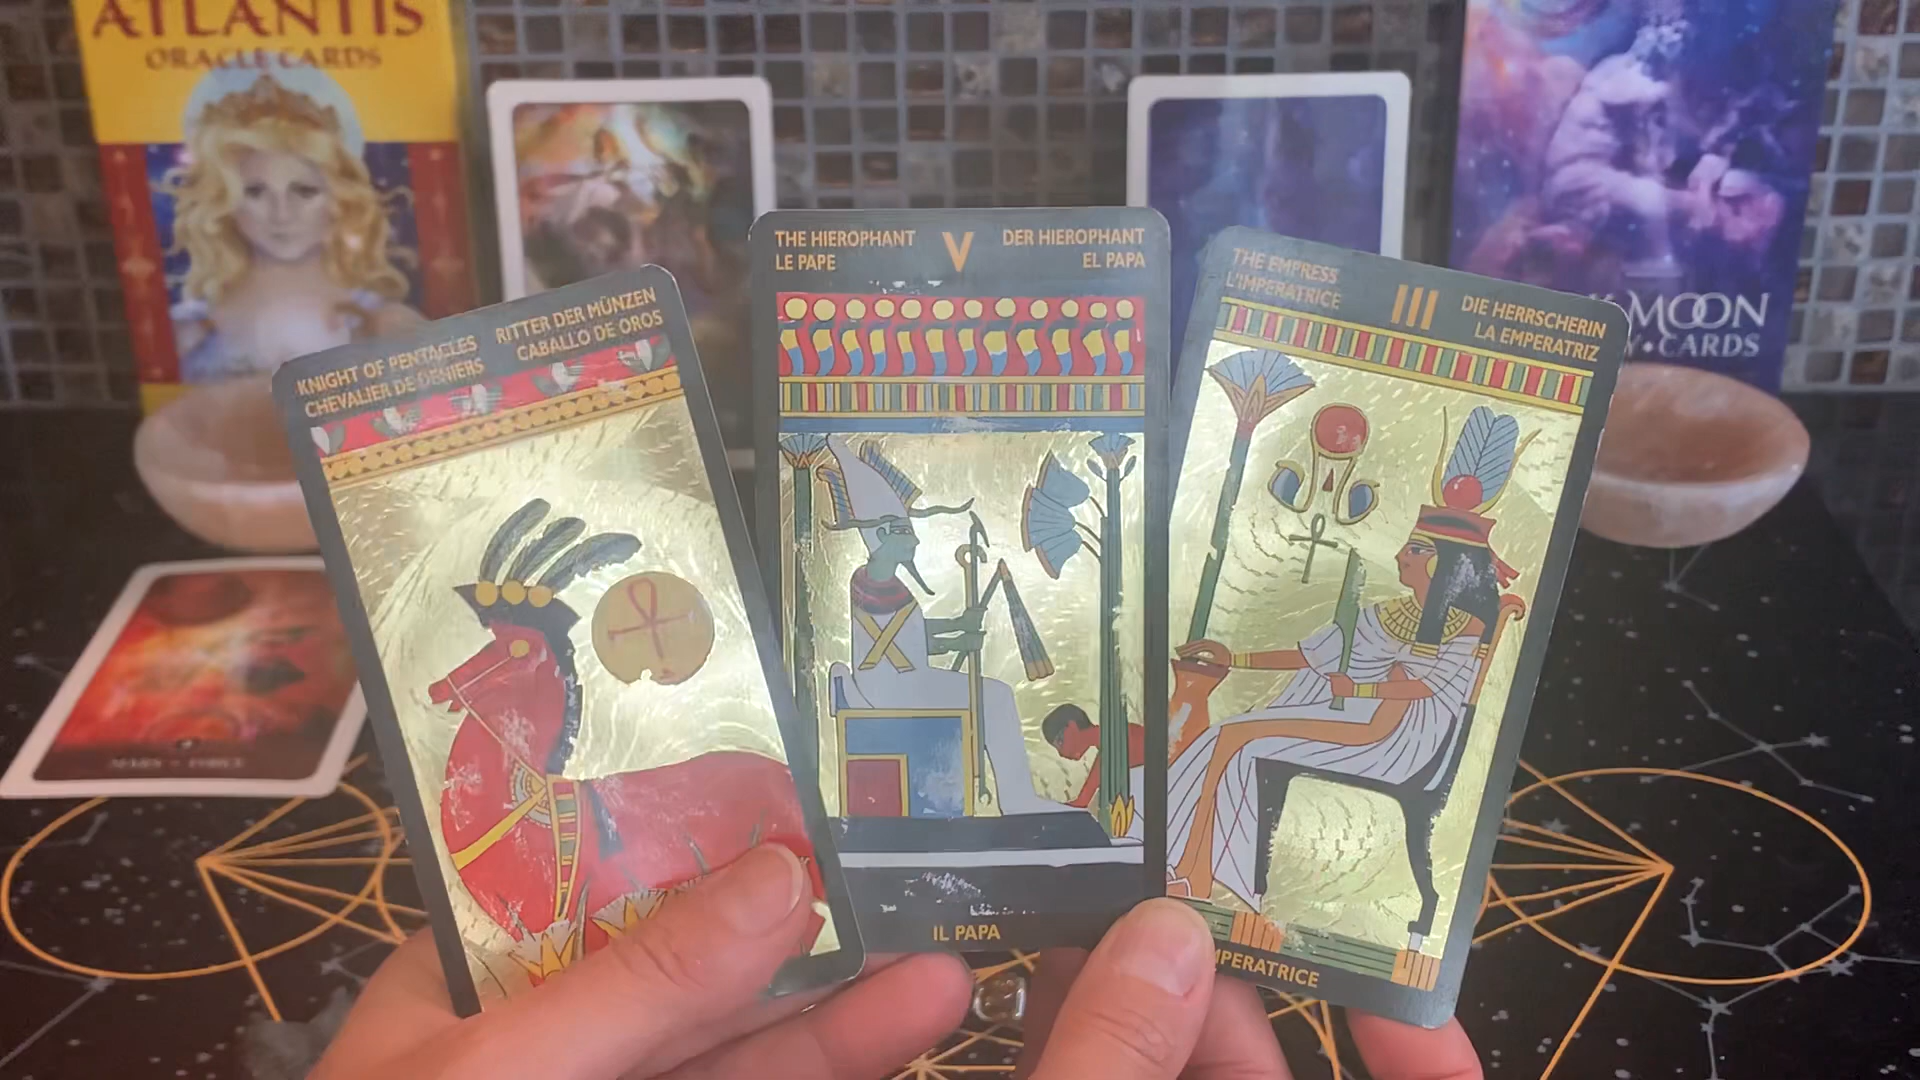 ATLANTIS
ORACLE CARDS
THE HIEROPHANT
LE PAPE
V
DER HIEROPHANT
EL PAPA
THE EMPRESS
L'IMPERATRICE
III
DIE HERRSCHERIN
LA EMPERATRIZ
KNIGHT OF PENTACLES
CHEVALIER DE DENIERS
RITTER DER MÜNZEN
CABALLO DE OROS
MOON
CARDS
IL PAPA
MPERATRICE